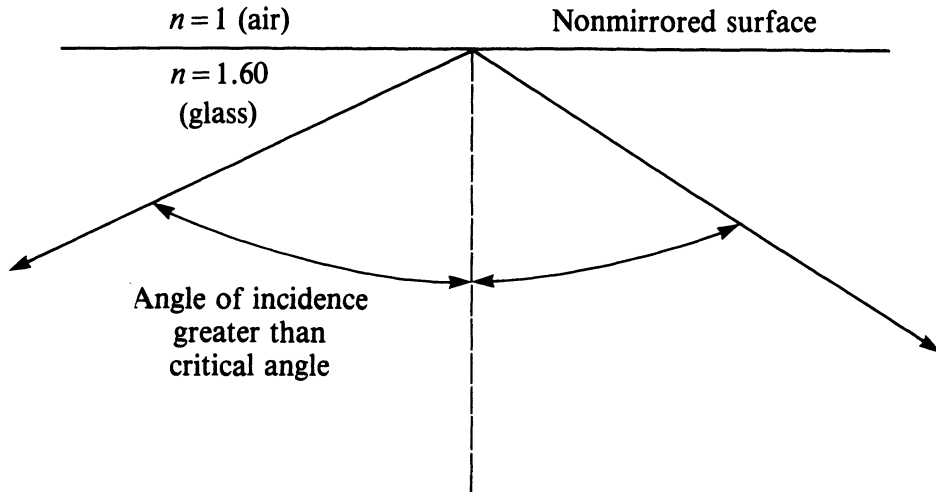 n = 1 (air)
Nonmirrored surface
n = 1.60
(glass)
Angle of incidence
greater than
critical angle